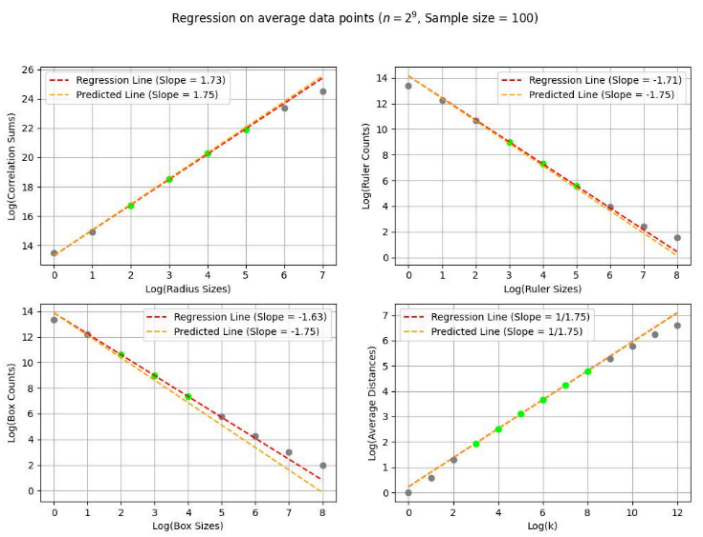 Regression on average data points (n = 2⁹, Sample size = 100)
26
24
22
20
18
16
14
0 1 2 3 4 5 6 7
Log(Radius Sizes)
Log(Correlation Sums)
Regression Line (Slope = 1.73)
Predicted Line (Slope = 1.75)
14
12
10
8
6
4
2
0
0 1 2 3 4 5 6 7 8
Log(Ruler Sizes)
Log(Ruler Counts)
Regression Line (Slope = -1.71)
Predicted Line (Slope = -1.75)
14
12
10
8
6
4
2
0
0 1 2 3 4 5 6 7 8
Log(Box Sizes)
Log(Box Counts)
Regression Line (Slope = -1.63)
Predicted Line (Slope = -1.75)
7
6
5
4
3
2
1
0
0 2 4 6 8 10 12
Log(k)
Log(Average Distances)
Regression Line (Slope = 1/1.75)
Predicted Line (Slope = 1/1.75)